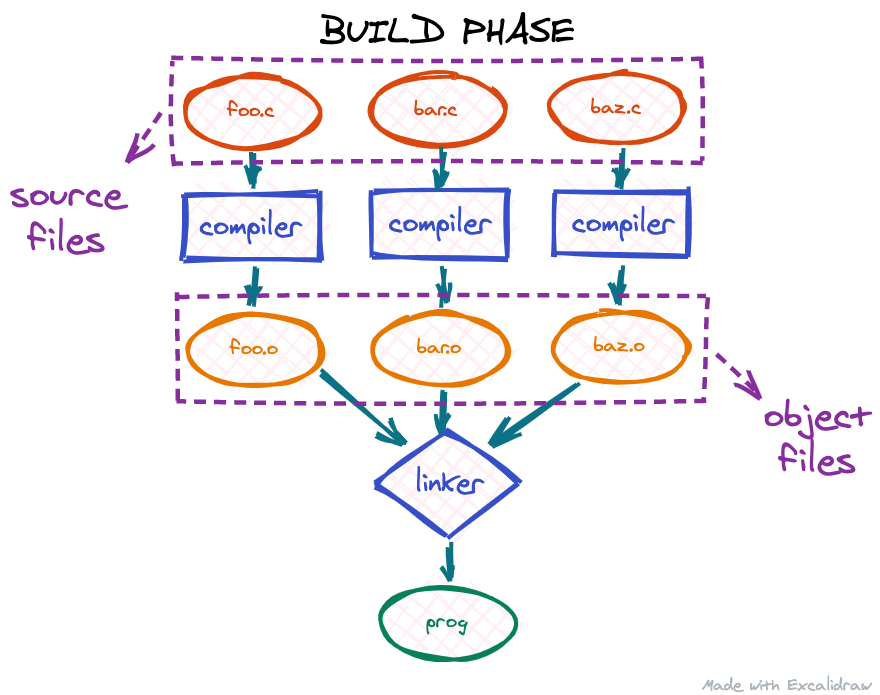 BUILD PHASE
foo.c
bar.c
baz.c
source
files
compiler
compiler
compiler
foo.o
bar.o
baz.o
object
files
linker
prog
Made with Excalidraw